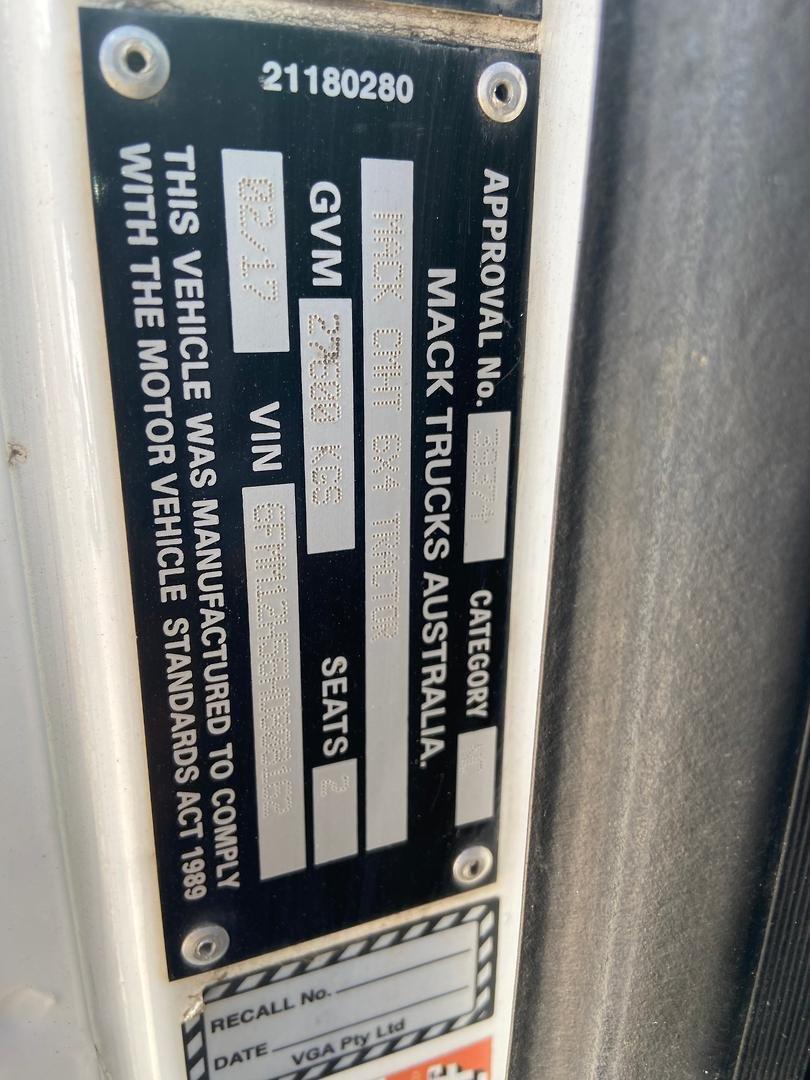 21180280
APPROVAL No. CATEGORY
MACK TRUCKS AUSTRALIA.
MACK CMHT 6X4 TRACTOR
GVM KGS SEATS 2
02/17 VIN
THIS VEHICLE WAS MANUFACTURED TO COMPLY
WITH THE MOTOR VEHICLE STANDARDS ACT 1989
RECALL No.
DATE
VGA Pty Ltd